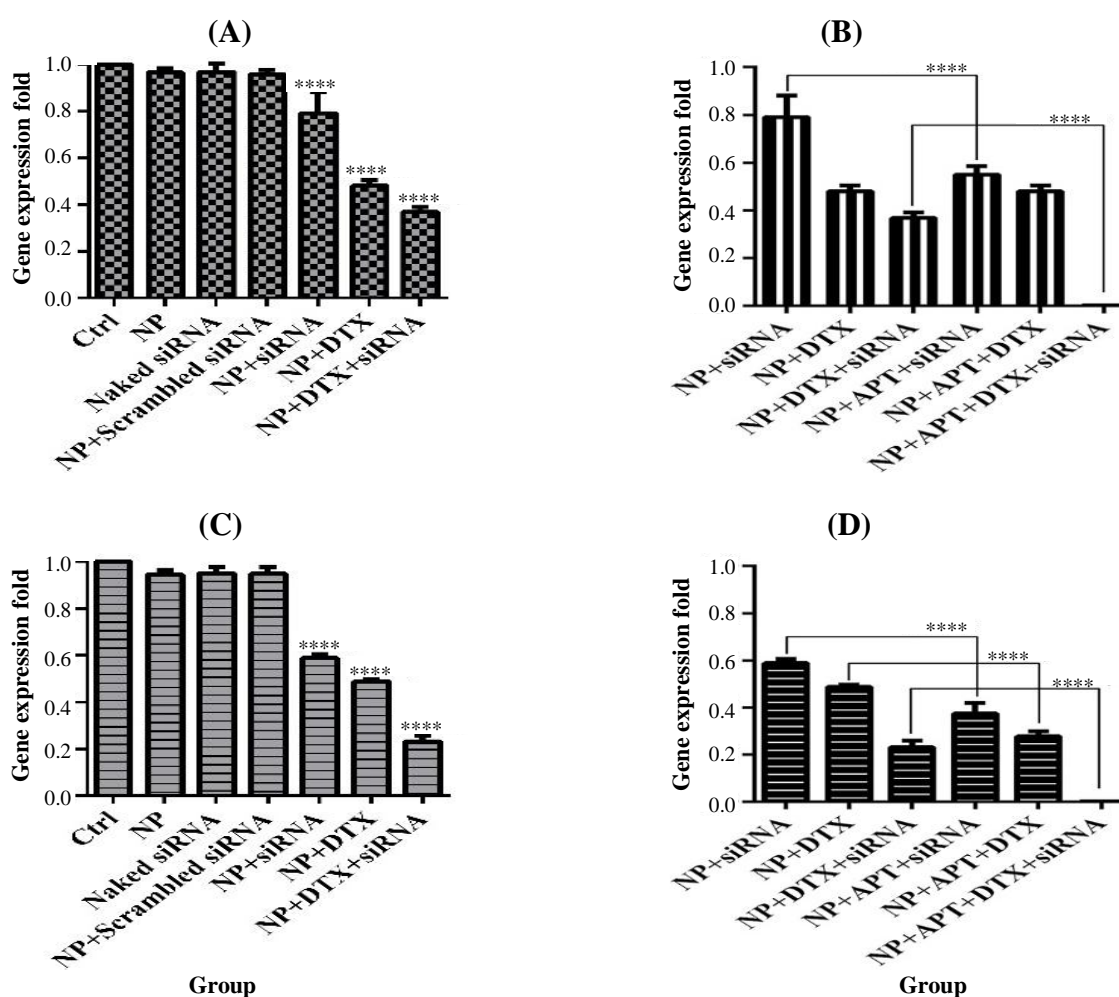 (A)
Gene expression fold
1.0
0.8
0.6
0.4
0.2
0.0
****
****
****
Ctrl
NP
Naked siRNA
NP+Scrambled siRNA
NP+siRNA
NP+DTX
NP+DTX+siRNA
(B)
Gene expression fold
1.0
0.8
0.6
0.4
0.2
0.0
****
****
NP+siRNA
NP+DTX
NP+DTX+siRNA
NP+APT+siRNA
NP+APT+DTX
NP+APT+DTX+siRNA
(C)
Gene expression fold
1.0
0.8
0.6
0.4
0.2
0.0
****
****
****
Ctrl
NP
Naked siRNA
NP+Scrambled siRNA
NP+siRNA
NP+DTX
NP+DTX+siRNA
Group
(D)
Gene expression fold
1.0
0.8
0.6
0.4
0.2
0.0
****
****
****
NP+siRNA
NP+DTX
NP+DTX+siRNA
NP+APT+siRNA
NP+APT+DTX
NP+APT+DTX+siRNA
Group